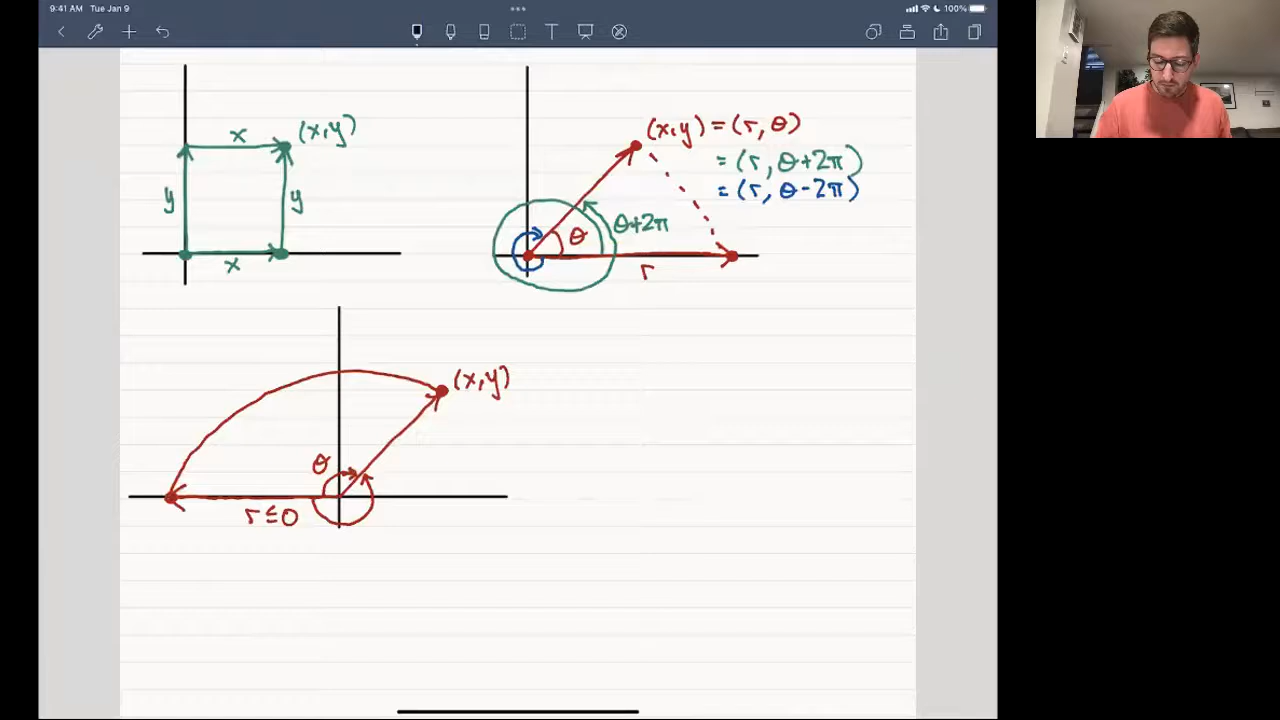 9:41 AM Tue Jan 9
100%
T
x
(x,y)
y
y
x
(x,y) = (r, θ)
= (r, θ+2π)
= (r, θ-2π)
θ+2π
θ
r
(x,y)
θ
r≤0